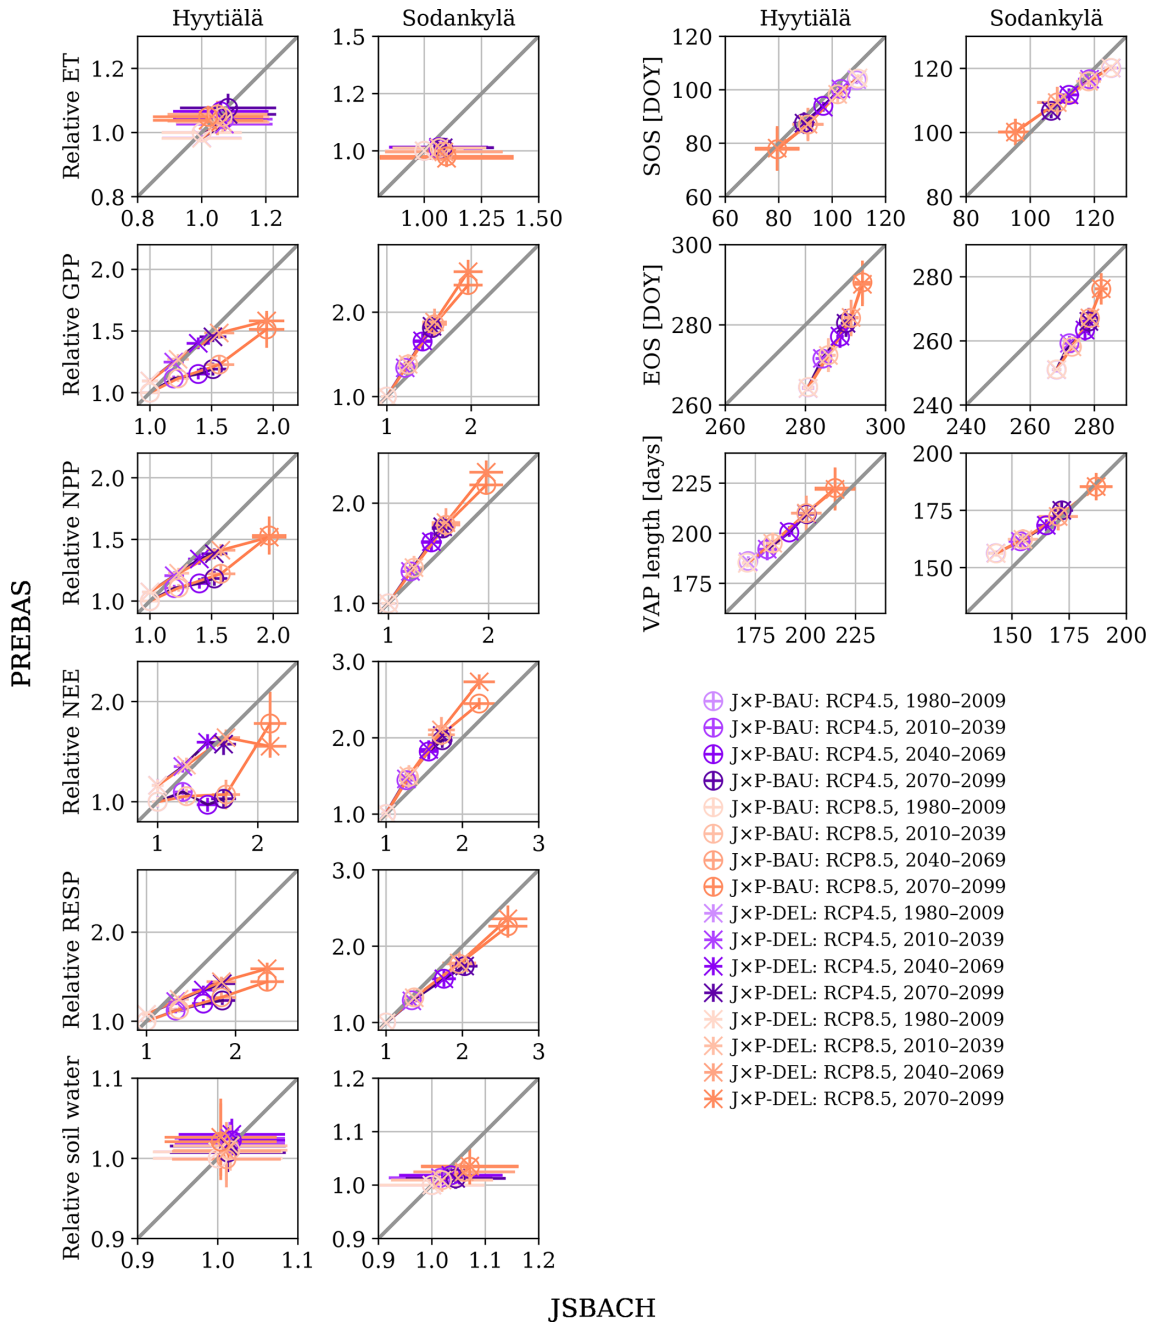 Hyytiälä
Sodankylä
Hyytiälä
Sodankylä
Relative ET
1.2
1.0
0.8
0.8 1.0 1.2
1.5
1.2
1.0
1.00 1.25 1.50
SOS [DOY]
120
100
80
60
60 80 100 120
120
100
80
80 100 120
Relative GPP
2.0
1.5
1.0
1.0 1.5 2.0
2.0
1.0
1 2
EOS [DOY]
300
280
260
260 280 300
280
260
240
240 260 280
Relative NPP
2.0
1.5
1.0
1.0 1.5 2.0
2.0
1.0
1 2
VAP length [days]
225
200
175
175 200 225
200
175
150
150 175 200
PREBAS
Relative NEE
2.0
1.0
1 2
3.0
2.0
1.0
1 2 3
Relative RESP
2.0
1.0
1 2
3.0
2.0
1.0
1 2 3
Relative soil water
1.1
1.0
0.9
0.9 1.0 1.1
1.2
1.1
1.0
0.9
0.9 1.0 1.1 1.2
J×P-BAU: RCP4.5, 1980–2009
J×P-BAU: RCP4.5, 2010–2039
J×P-BAU: RCP4.5, 2040–2069
J×P-BAU: RCP4.5, 2070–2099
J×P-BAU: RCP8.5, 1980–2009
J×P-BAU: RCP8.5, 2010–2039
J×P-BAU: RCP8.5, 2040–2069
J×P-BAU: RCP8.5, 2070–2099
J×P-DEL: RCP4.5, 1980–2009
J×P-DEL: RCP4.5, 2010–2039
J×P-DEL: RCP4.5, 2040–2069
J×P-DEL: RCP4.5, 2070–2099
J×P-DEL: RCP8.5, 1980–2009
J×P-DEL: RCP8.5, 2010–2039
J×P-DEL: RCP8.5, 2040–2069
J×P-DEL: RCP8.5, 2070–2099
JSBACH